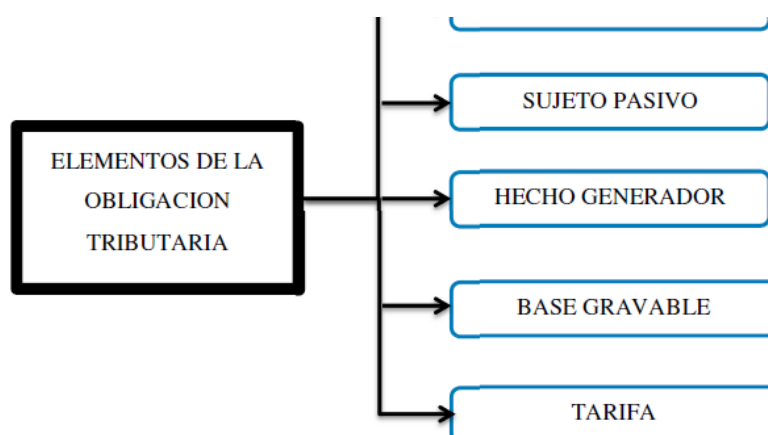 SUJETO PASIVO
ELEMENTOS DE LA
OBLIGACION
TRIBUTARIA
HECHO GENERADOR
BASE GRAVABLE
TARIFA